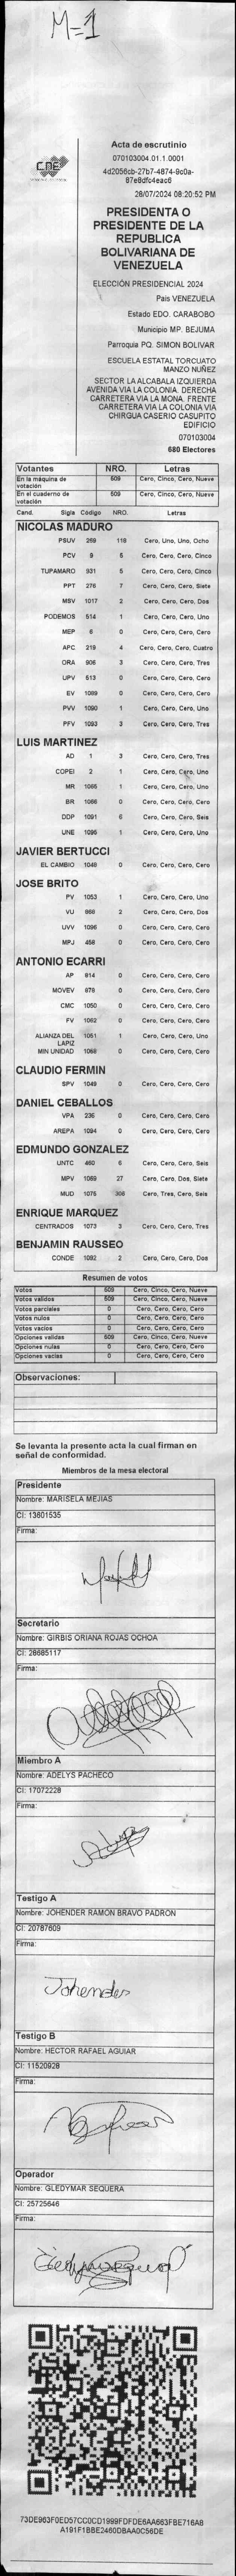 M=1
CNE
Acta de escrutinio
070103004.01.1.0001
4d2056cb-27b7-4874-9c0a-
87e8dfc4eac6
28/07/2024 08:20:52 PM
PRESIDENTA O
PRESIDENTE DE LA
REPUBLICA
BOLIVARIANA DE
VENEZUELA
ELECCIÓN PRESIDENCIAL 2024
Pais VENEZUELA
Estado EDO. CARABOBO
Municipio MP. BEJUMA
Parroquia PQ. SIMON BOLIVAR
ESCUELA ESTATAL TORCUATO
MANZO NUÑEZ
SECTOR LA ALCABALA IZQUIERDA
AVENIDA VIA LA COLONIA. DERECHA
CARRETERA VIA LA MONA. FRENTE
CARRETERA VIA LA COLONIA VIA
CHIRGUA CASERIO CASUPITO
EDIFICIO
070103004
680 Electores
Votantes NRO. Letras
En la máquina de votación 509 Cero, Cinco, Cero, Nueve
En el cuaderno de votación 509 Cero, Cinco, Cero, Nueve
Cand. Sigla Código NRO. Letras
NICOLAS MADURO
PSUV 259 118 Cero, Uno, Uno, Ocho
PCV 9 5 Cero, Cero, Cero, Cinco
TUPAMARO 931 5 Cero, Cero, Cero, Cinco
PPT 276 7 Cero, Cero, Cero, Siete
MSV 1017 2 Cero, Cero, Cero, Dos
PODEMOS 514 1 Cero, Cero, Cero, Uno
MEP 6 0 Cero, Cero, Cero, Cero
APC 219 4 Cero, Cero, Cero, Cuatro
ORA 906 3 Cero, Cero, Cero, Tres
UPV 513 0 Cero, Cero, Cero, Cero
EV 1089 0 Cero, Cero, Cero, Cero
PVV 1090 1 Cero, Cero, Cero, Uno
PFV 1093 3 Cero, Cero, Cero, Tres
LUIS MARTINEZ
AD 1 3 Cero, Cero, Cero, Tres
COPEI 2 1 Cero, Cero, Cero, Uno
MR 1065 1 Cero, Cero, Cero, Uno
BR 1066 0 Cero, Cero, Cero, Cero
DDP 1091 6 Cero, Cero, Cero, Seis
UNE 1095 1 Cero, Cero, Cero, Uno
JAVIER BERTUCCI
EL CAMBIO 1048 0 Cero, Cero, Cero, Cero
JOSE BRITO
PV 1053 1 Cero, Cero, Cero, Uno
VU 868 2 Cero, Cero, Cero, Dos
UVV 1096 0 Cero, Cero, Cero, Cero
MPJ 458 0 Cero, Cero, Cero, Cero
ANTONIO ECARRI
AP 814 0 Cero, Cero, Cero, Cero
MOVEV 878 0 Cero, Cero, Cero, Cero
CMC 1050 0 Cero, Cero, Cero, Cero
FV 1062 0 Cero, Cero, Cero, Cero
ALIANZA DEL LAPIZ 1051 1 Cero, Cero, Cero, Uno
MIN UNIDAD 1068 0 Cero, Cero, Cero, Cero
CLAUDIO FERMIN
SPV 1049 0 Cero, Cero, Cero, Cero
DANIEL CEBALLOS
VPA 236 0 Cero, Cero, Cero, Cero
AREPA 1094 0 Cero, Cero, Cero, Cero
EDMUNDO GONZALEZ
UNTC 460 6 Cero, Cero, Cero, Seis
MPV 1069 27 Cero, Cero, Dos, Siete
MUD 1075 306 Cero, Tres, Cero, Seis
ENRIQUE MARQUEZ
CENTRADOS 1073 3 Cero, Cero, Cero, Tres
BENJAMIN RAUSSEO
CONDE 1092 2 Cero, Cero, Cero, Dos
Resumen de votos
Votos 509 Cero, Cinco, Cero, Nueve
Votos validos 509 Cero, Cinco, Cero, Nueve
Votos parciales 0 Cero, Cero, Cero, Cero
Votos nulos 0 Cero, Cero, Cero, Cero
Votos vacios 0 Cero, Cero, Cero, Cero
Opciones validas 509 Cero, Cinco, Cero, Nueve
Opciones nulas 0 Cero, Cero, Cero, Cero
Opciones vacias 0 Cero, Cero, Cero, Cero
Observaciones:
Se levanta la presente acta la cual firman en
señal de conformidad.
Miembros de la mesa electoral
Presidente
Nombre: MARISELA MEJIAS
CI: 13601535
Firma:
Secretario
Nombre: GIRBIS ORIANA ROJAS OCHOA
CI: 28685117
Firma:
Miembro A
Nombre: ADELYS PACHECO
CI: 17072228
Firma:
Testigo A
Nombre: JOHENDER RAMON BRAVO PADRON
CI: 20787609
Firma:
Johender
Testigo B
Nombre: HECTOR RAFAEL AGUIAR
CI: 11520928
Firma:
Operador
Nombre: GLEDYMAR SEQUERA
CI: 25725646
Firma:
73DE963F0ED57CC0CD1999FDFDE6AA663FBE716A8
A191F1BBE2460DBAA0C56DE